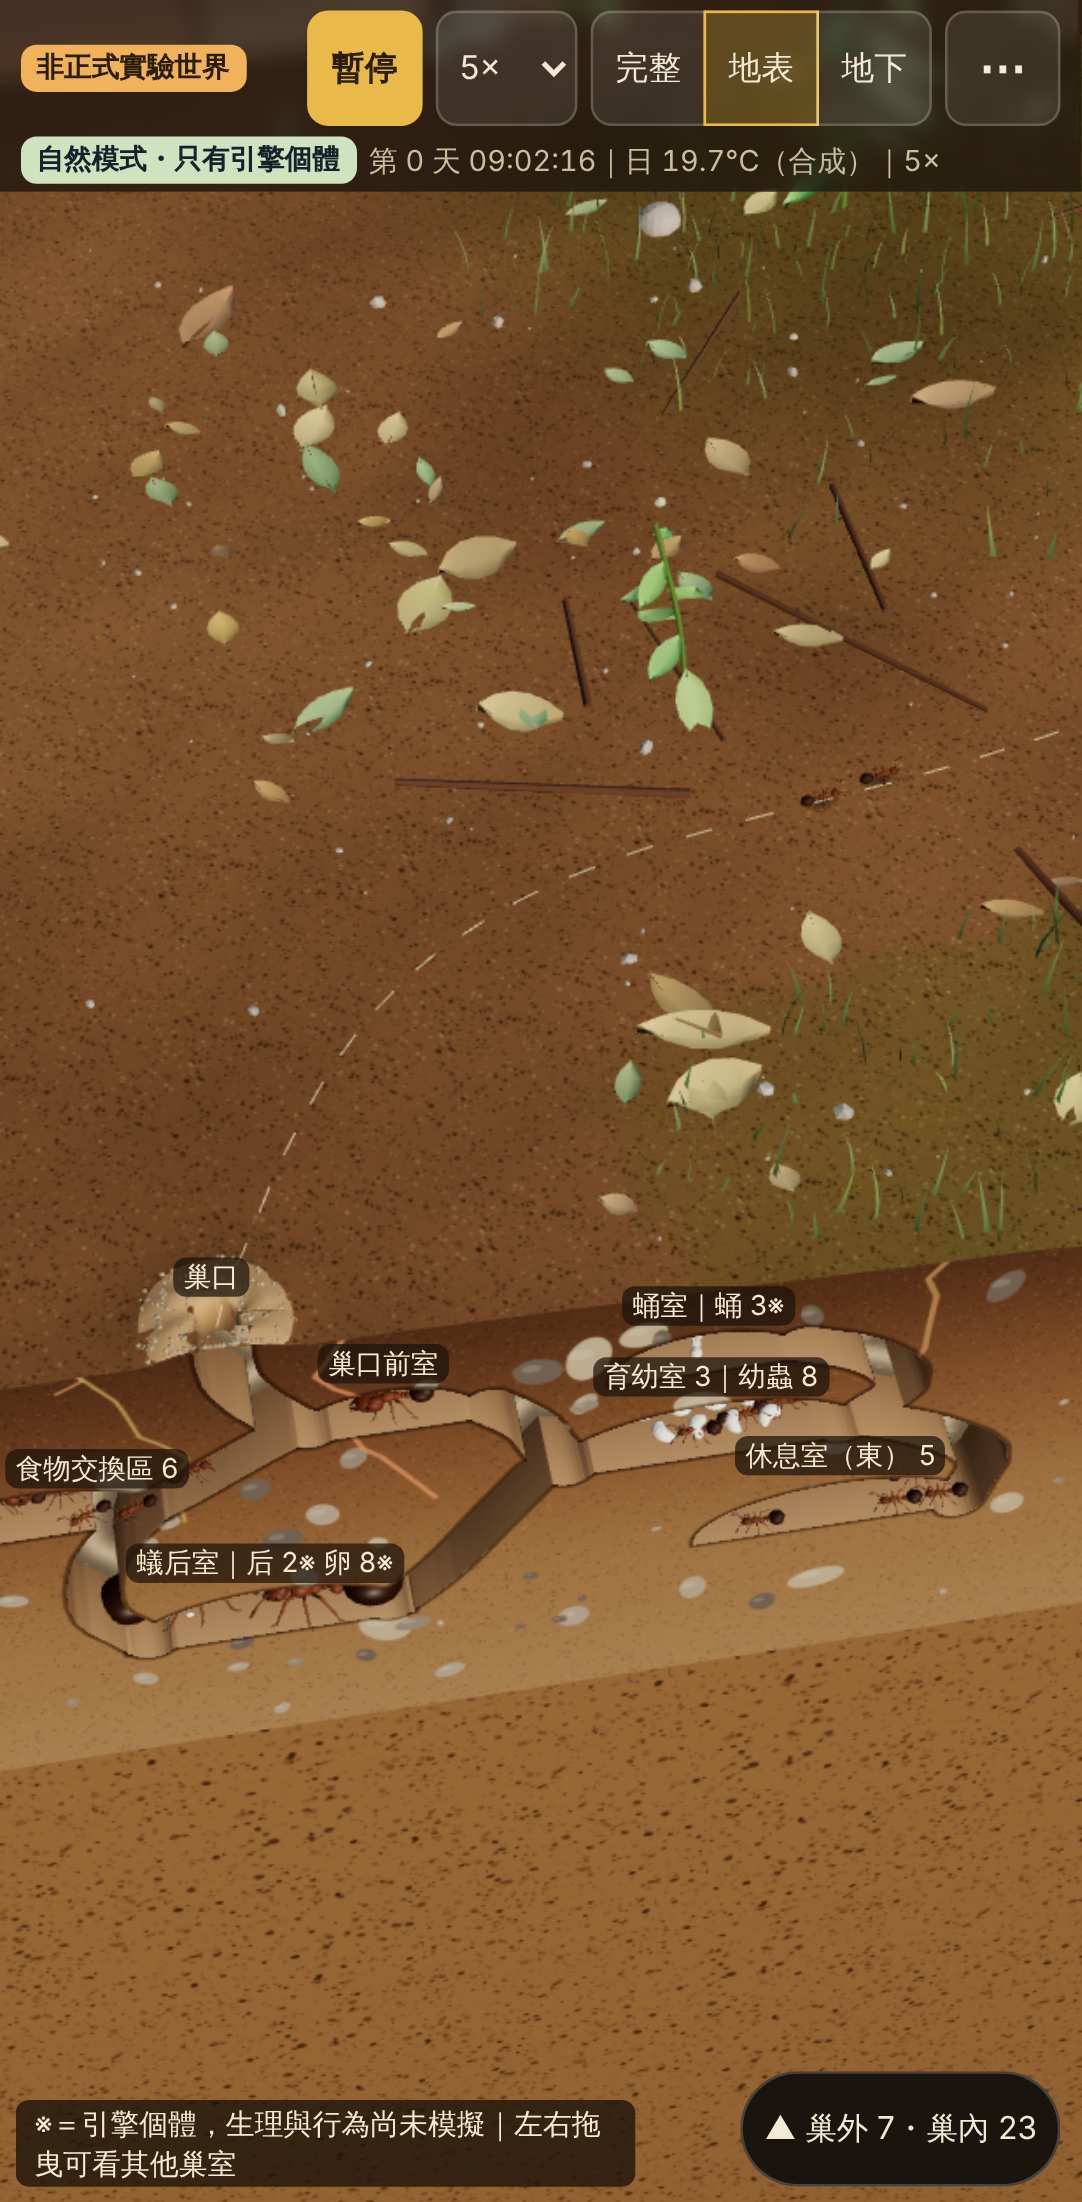 非正式實驗世界
暫停
5×
完整
地表
地下
…
自然模式・只有引擎個體
第 0 天 09:02:16｜日 19.7°C（合成）｜5×
巢口
蛹室｜蛹 3※
巢口前室
育幼室 3｜幼蟲 8
休息室（東） 5
食物交換區 6
蟻后室｜后 2※ 卵 8※
※＝引擎個體，生理與行為尚未模擬｜左右拖
曳可看其他巢室
▲ 巢外 7・巢內 23